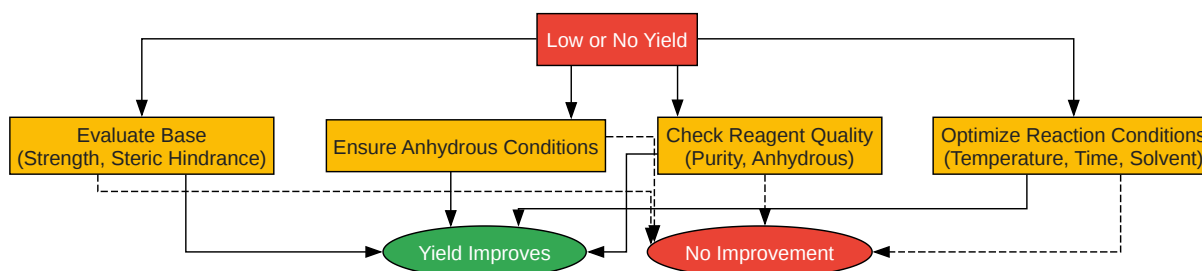 Low or No Yield
Evaluate Base
(Strength, Steric Hindrance)
Ensure Anhydrous Conditions
Check Reagent Quality
(Purity, Anhydrous)
Optimize Reaction Conditions
(Temperature, Time, Solvent)
Yield Improves
No Improvement